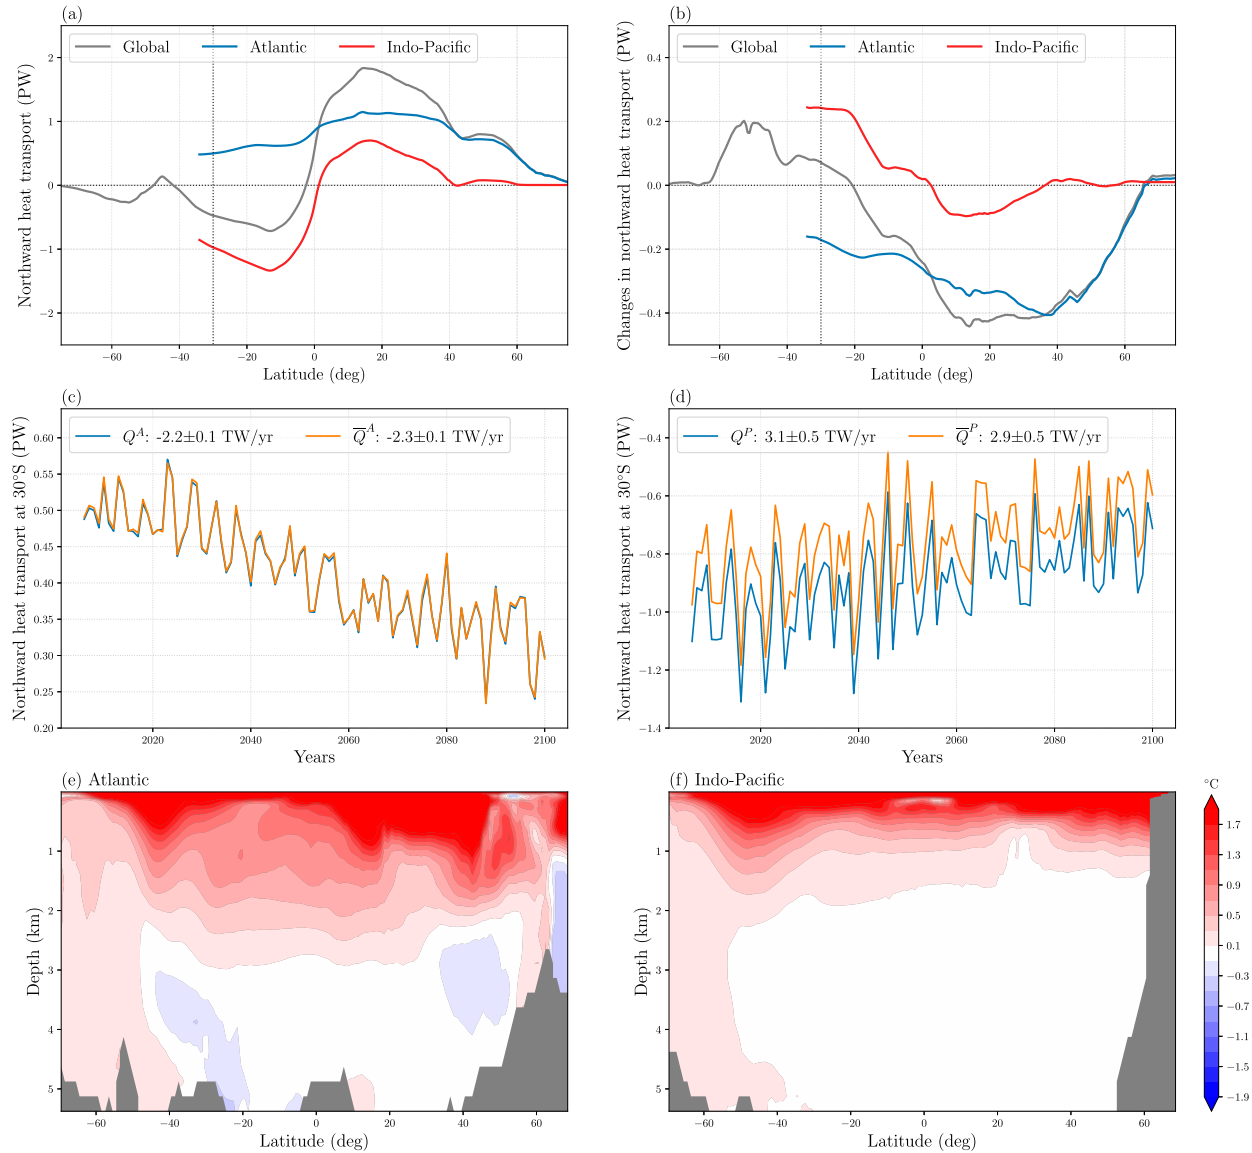 (a)
Global Atlantic Indo-Pacific
Northward heat transport (PW)
2
1
0
−1
−2
−60 −40 −20 0 20 40 60
Latitude (deg)
(b)
Global Atlantic Indo-Pacific
Changes in northward heat transport (PW)
0.4
0.2
0.0
−0.2
−0.4
−60 −40 −20 0 20 40 60
Latitude (deg)
(c)
Q^A: -2.2±0.1 TW/yr Q̅^A: -2.3±0.1 TW/yr
Northward heat transport at 30°S (PW)
0.60
0.55
0.50
0.45
0.40
0.35
0.30
0.25
0.20
2020 2040 2060 2080 2100
Years
(d)
Q^P: 3.1±0.5 TW/yr Q̅^P: 2.9±0.5 TW/yr
Northward heat transport at 30°S (PW)
−0.4
−0.6
−0.8
−1.0
−1.2
−1.4
2020 2040 2060 2080 2100
Years
(e) Atlantic
Depth (km)
1
2
3
4
5
−60 −40 −20 0 20 40 60
Latitude (deg)
(f) Indo-Pacific
Depth (km)
1
2
3
4
5
−60 −40 −20 0 20 40 60
Latitude (deg)
°C
1.7
1.3
0.9
0.5
0.1
−0.3
−0.7
−1.1
−1.5
−1.9